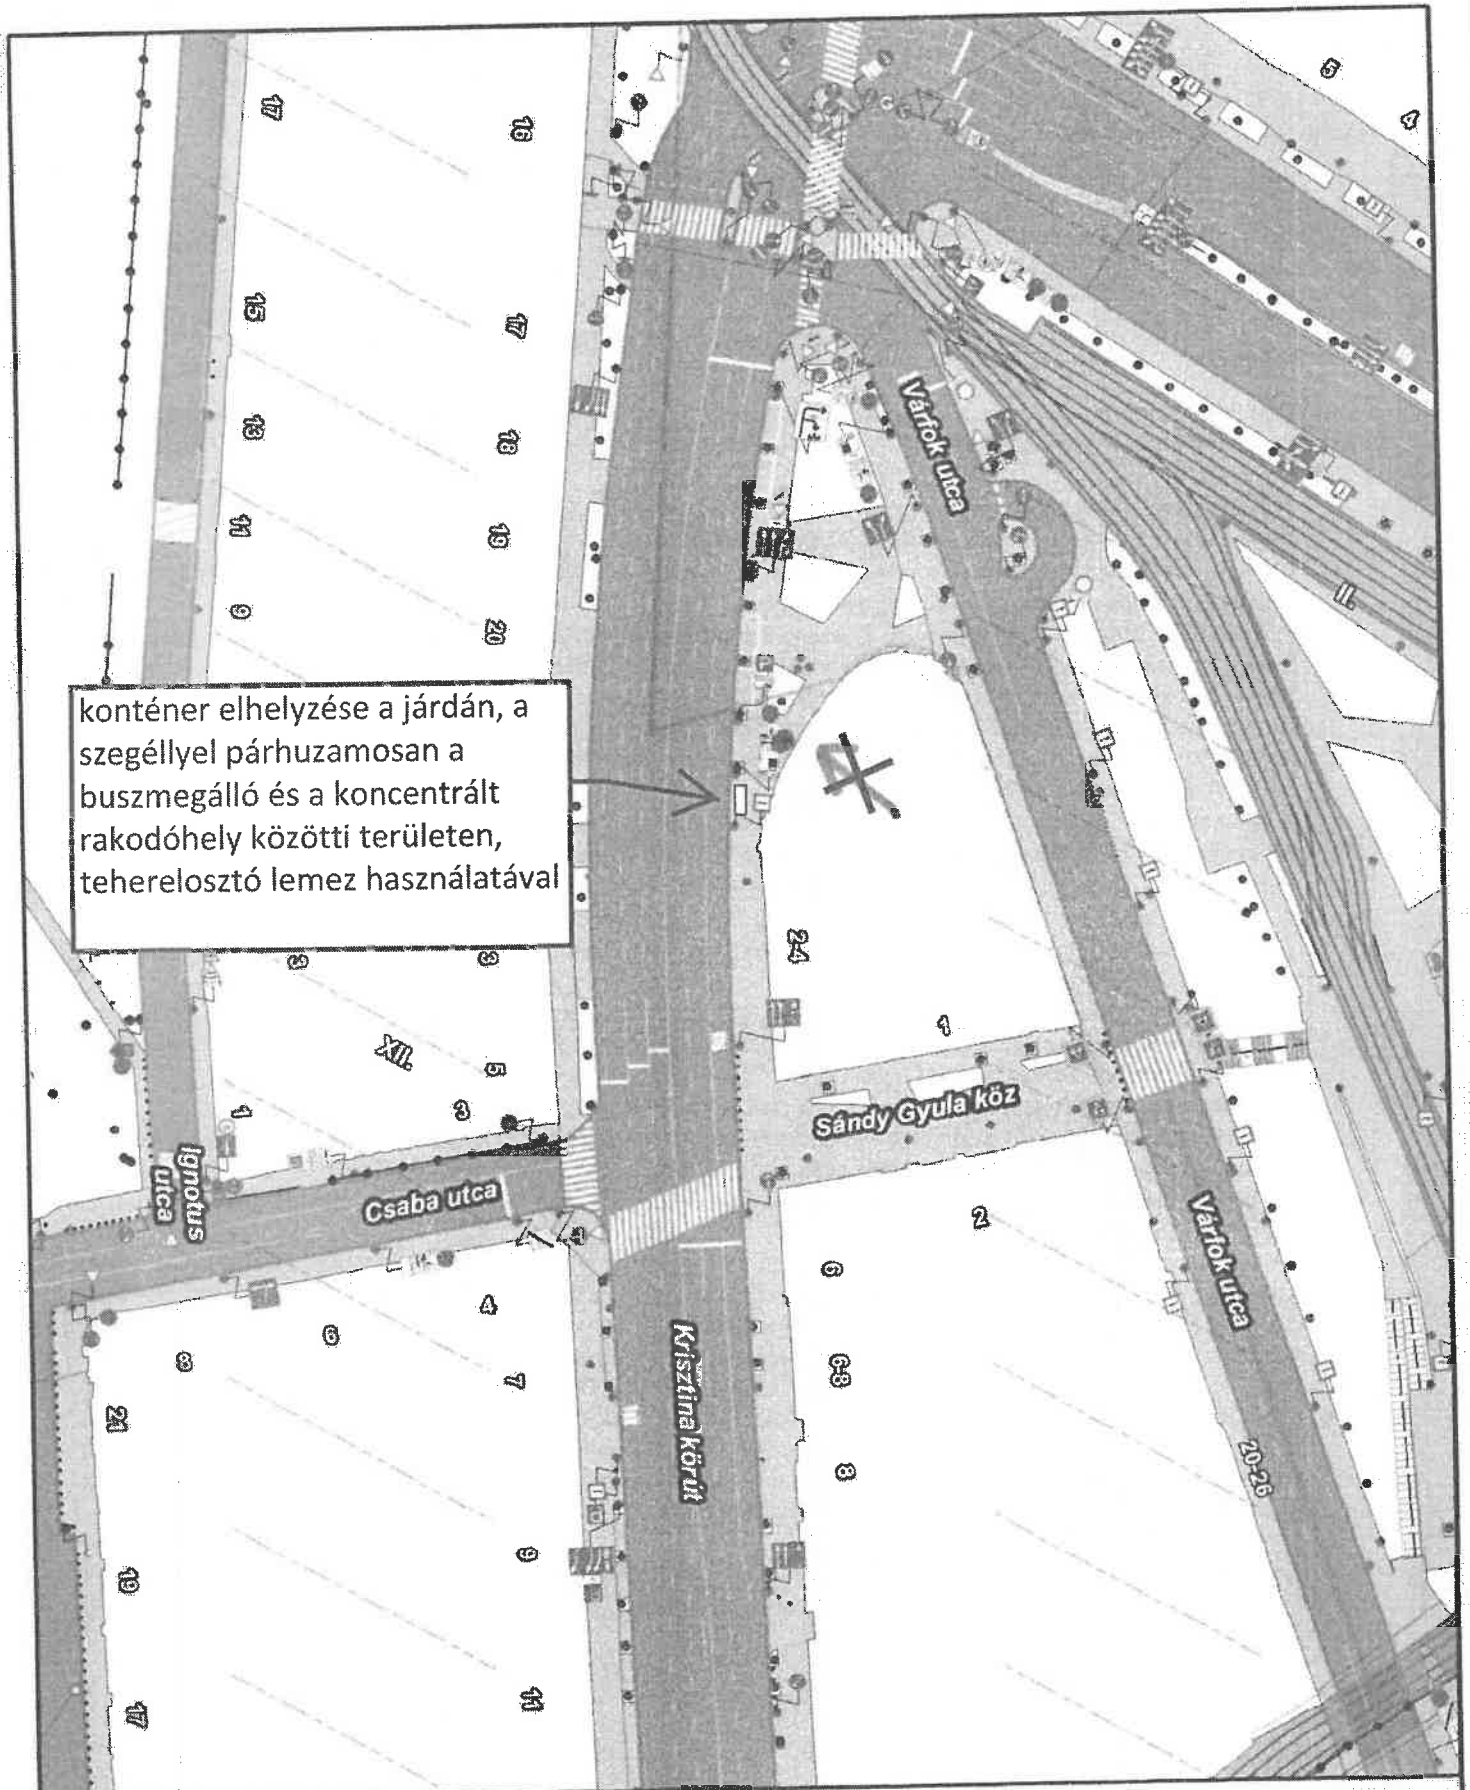 5
4
17
16
15
17
13
18
Várfok utca
11
19
9
20
II.
konténer elhelyzése a járdán, a
szegéllyel párhuzamosan a
buszmegálló és a koncentrált
rakodóhely közötti területen,
teherelosztó lemez használatával
2-4
3
XII.
5
1
3
1
Sándy Gyula köz
Ignotus
utca
Csaba utca
2
Várfok utca
6
4
6
8
7
Krisztina körút
6-8
21
8
20-26
9
19
11
17